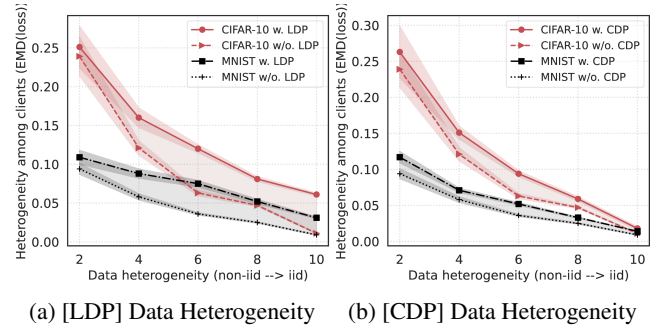 Heterogeneity among clients (EMD(loss))
0.25
0.20
0.15
0.10
0.05
0.00
CIFAR-10 w. LDP
CIFAR-10 w/o. LDP
MNIST w. LDP
MNIST w/o. LDP
2 4 6 8 10
Data heterogeneity (non-iid --> iid)
(a) [LDP] Data Heterogeneity
Heterogeneity among clients (EMD(loss))
0.30
0.25
0.20
0.15
0.10
0.05
0.00
CIFAR-10 w. CDP
CIFAR-10 w/o. CDP
MNIST w. CDP
MNIST w/o. CDP
2 4 6 8 10
Data heterogeneity (non-iid --> iid)
(b) [CDP] Data Heterogeneity